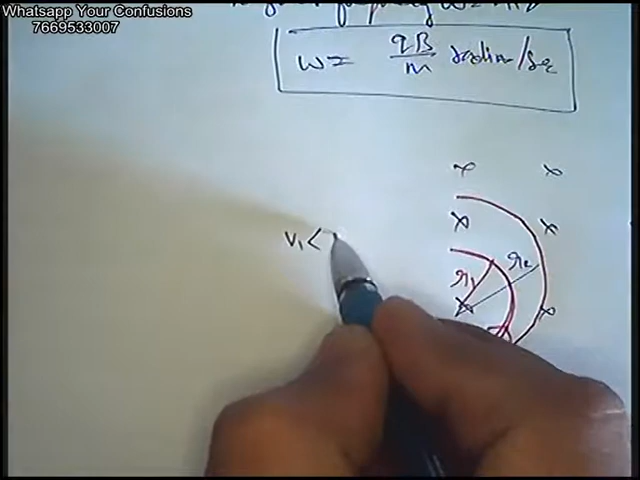 Whatsapp Your Confusions
7669533007
ω = qB/m radian/sec
V₁ <
r₁
r₂